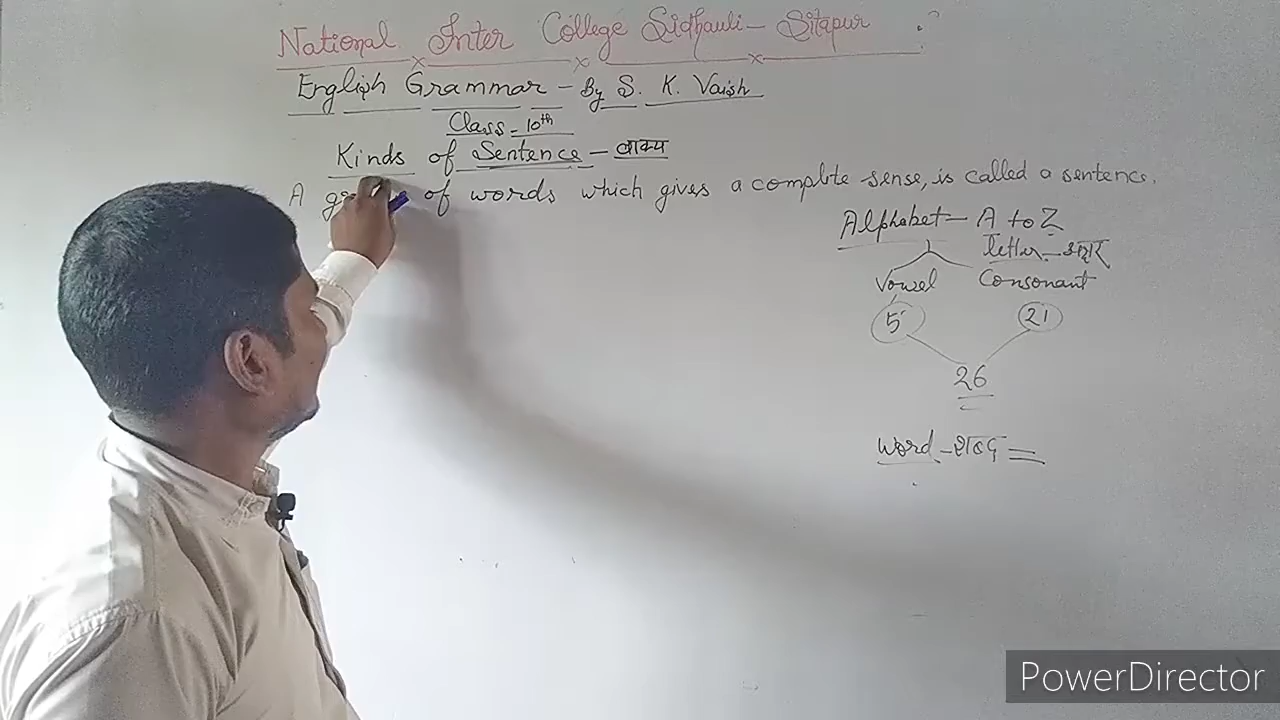 National Inter College Sidhauli - Sitapur
English Grammar - By S. K. Vaish
Class - 10th
Kinds of Sentence - वाक्य
A of words which gives a complete sense, is called a sentence.
Alphabet - A to Z
letter - अक्षर
Vowel Consonant
5 21
26
word - शब्द =
PowerDirector